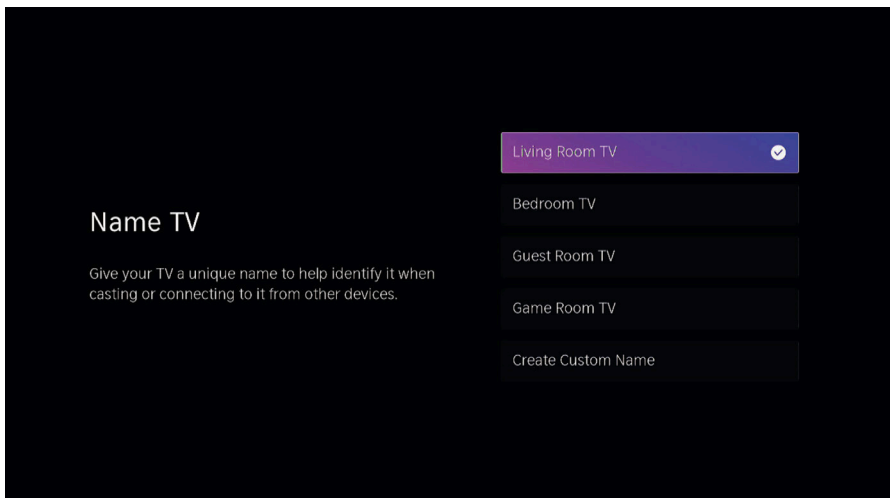 Name TV
Give your TV a unique name to help identify it when
casting or connecting to it from other devices.
Living Room TV
Bedroom TV
Guest Room TV
Game Room TV
Create Custom Name